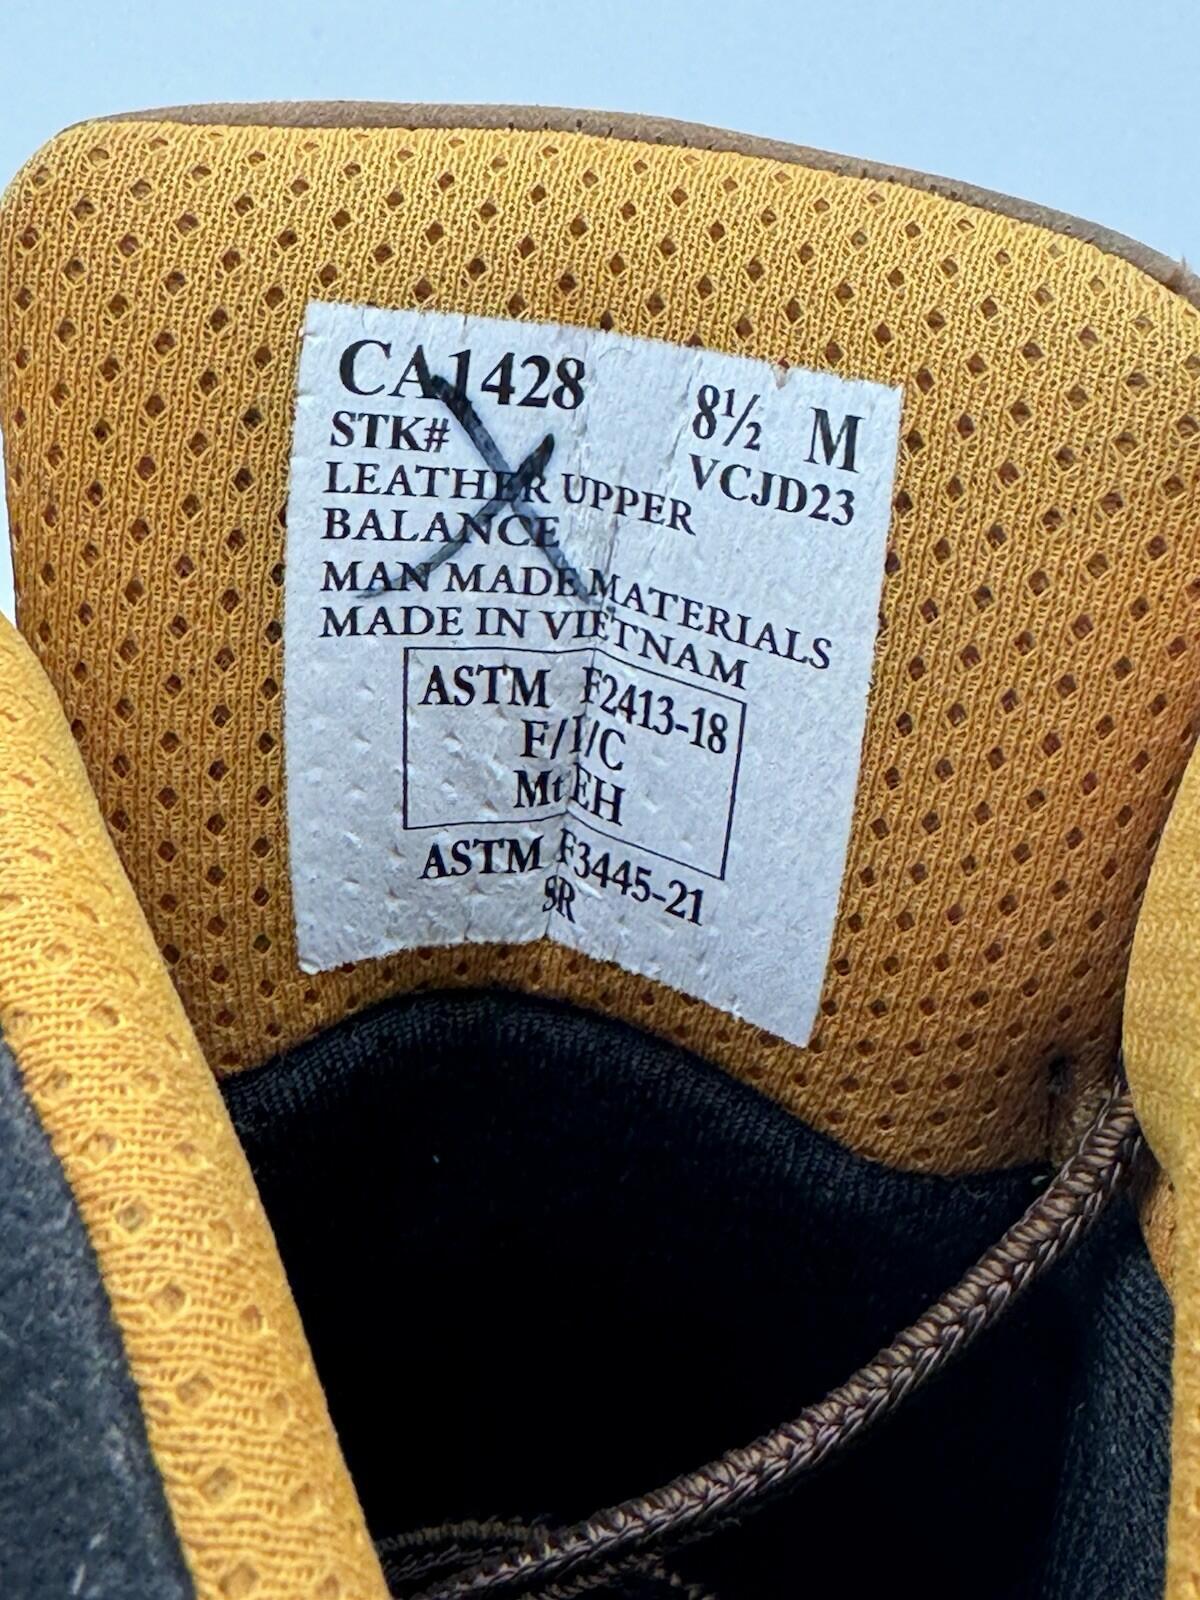 CA1428 8½ M
STK# VCJD23
LEATHER UPPER
BALANCE
MAN MADE MATERIALS
MADE IN VIETNAM
ASTM F2413-18
F/I/C
Mt EH
ASTM F3445-21
SR